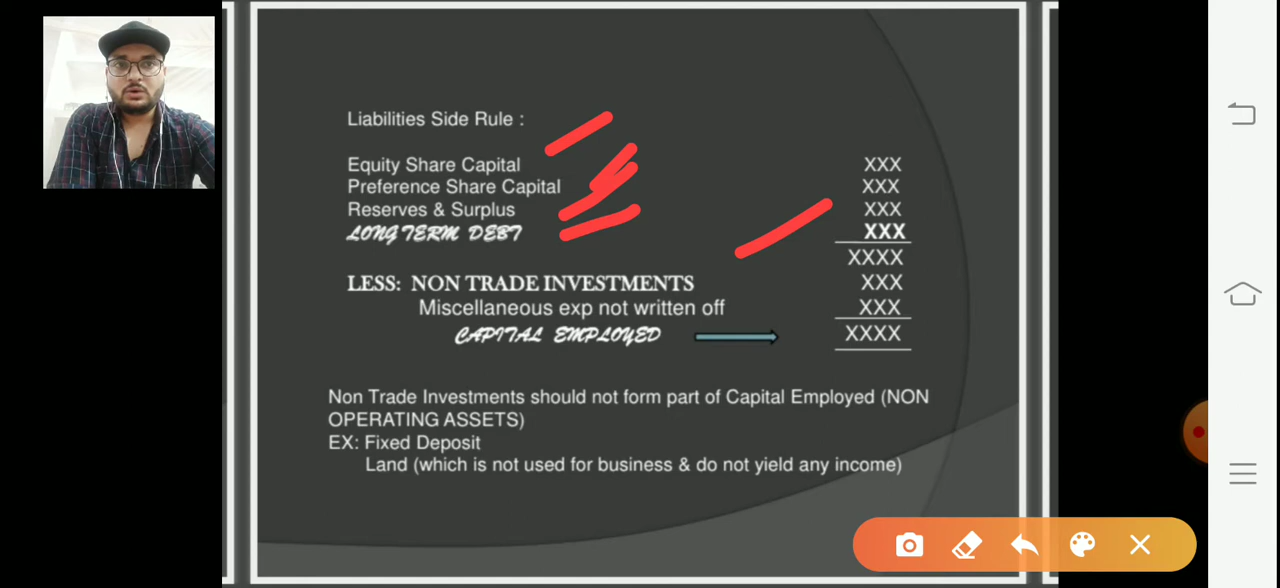 Liabilities Side Rule :
Equity Share Capital XXX
Preference Share Capital XXX
Reserves & Surplus XXX
LONG TERM DEBT XXX
XXXX
LESS: NON TRADE INVESTMENTS XXX
Miscellaneous exp not written off XXX
CAPITAL EMPLOYED XXXX
Non Trade Investments should not form part of Capital Employed (NON
OPERATING ASSETS)
EX: Fixed Deposit
Land (which is not used for business & do not yield any income)